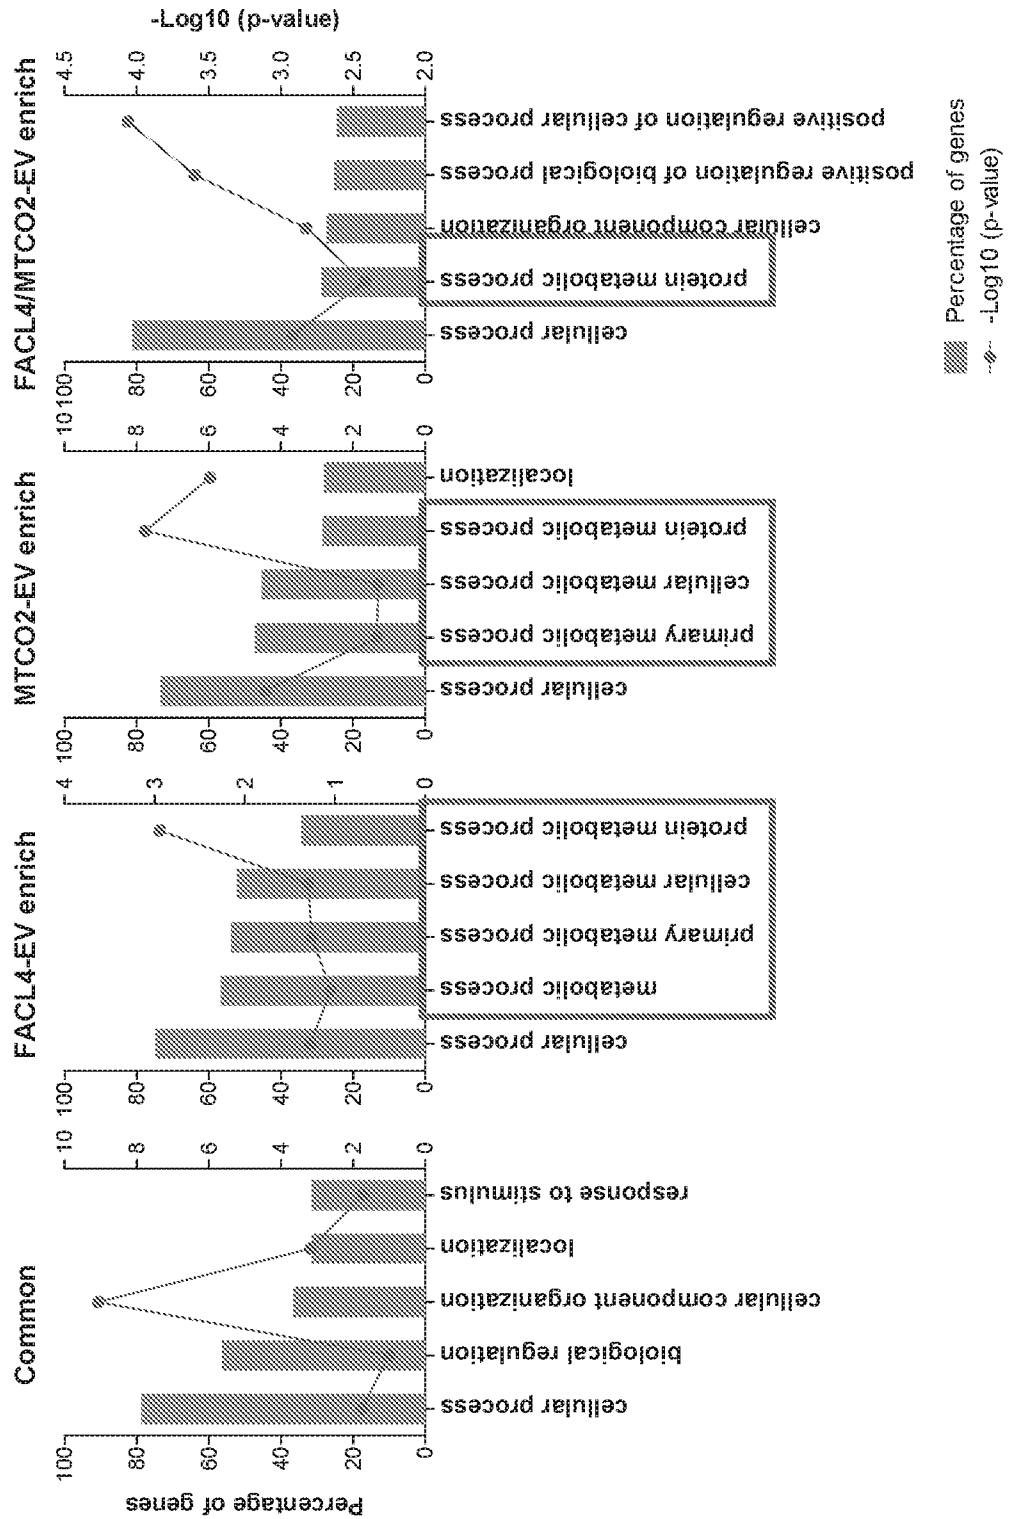 Common
Percentage of genes
100
80
60
40
20
0
10
8
6
4
2
0
cellular process
biological regulation
cellular component organization
localization
response to stimulus
FACL4-EV enrich
100
80
60
40
20
0
4
3
2
1
0
cellular process
metabolic process
primary metabolic process
cellular metabolic process
protein metabolic process
MTCO2-EV enrich
100
80
60
40
20
0
10
8
6
4
2
0
cellular process
primary metabolic process
cellular metabolic process
protein metabolic process
localization
FACL4/MTCO2-EV enrich
100
80
60
40
20
0
4.5
4.0
3.5
3.0
2.5
2.0
-Log10 (p-value)
cellular process
protein metabolic process
cellular component organization
positive regulation of biological process
positive regulation of cellular process
Percentage of genes
-Log10 (p-value)